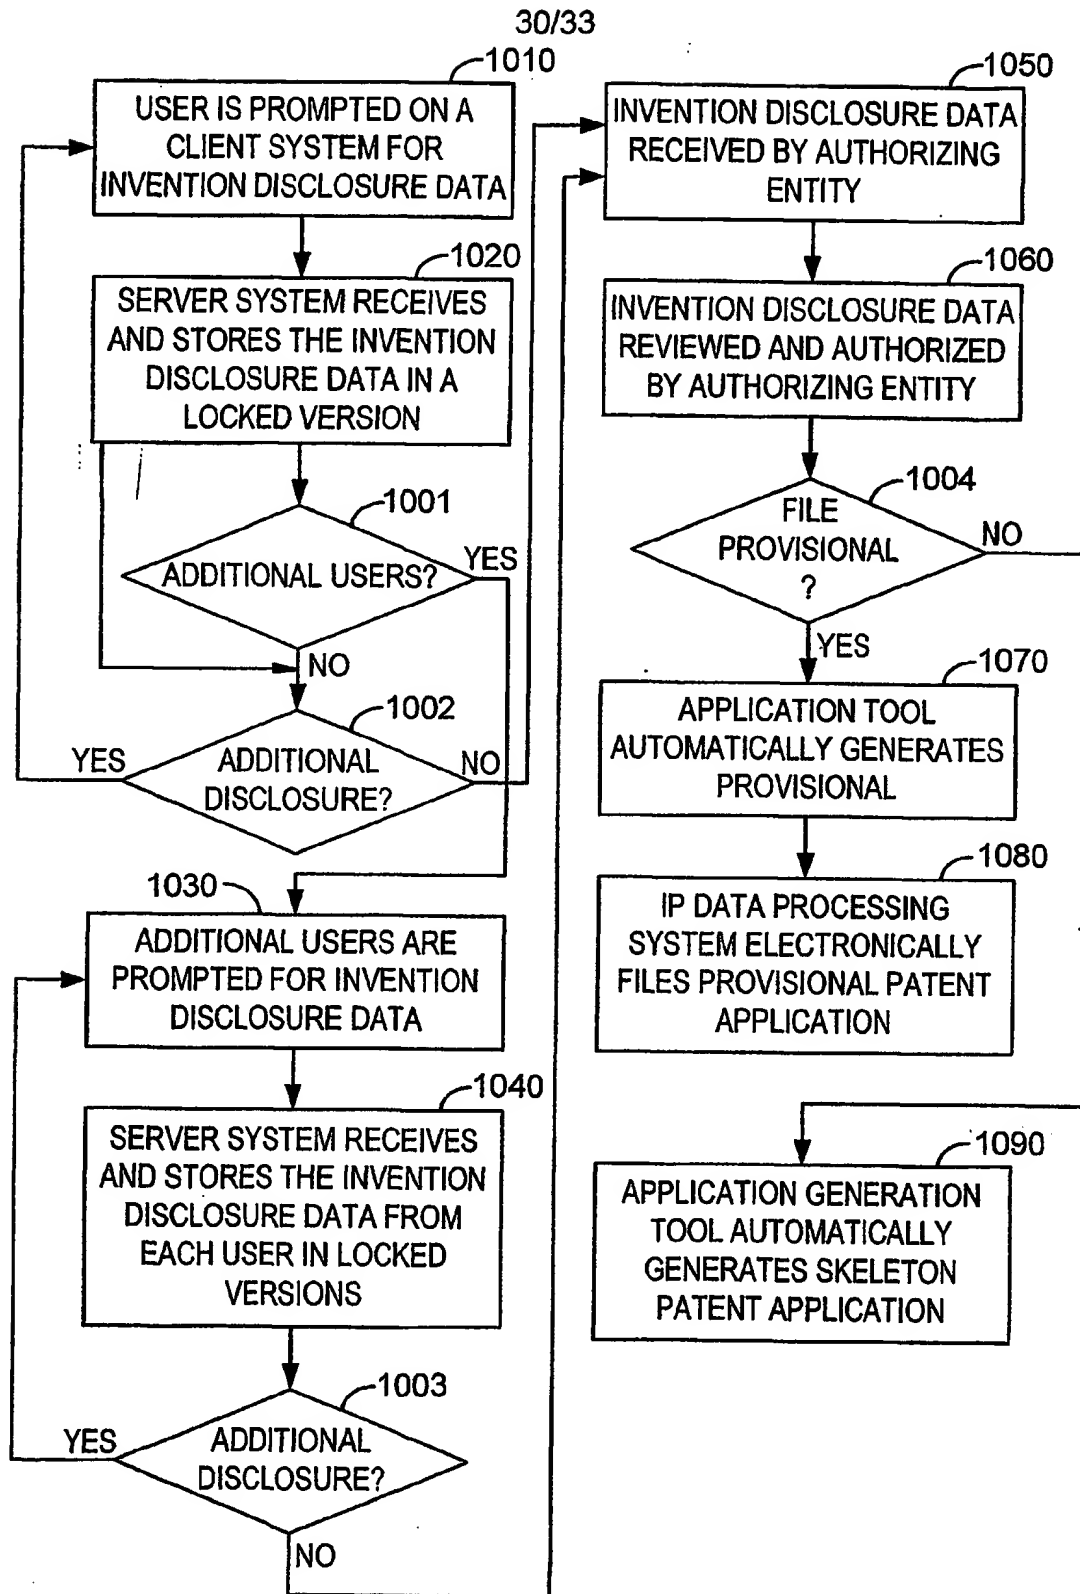 30/33
1010
USER IS PROMPTED ON A
CLIENT SYSTEM FOR
INVENTION DISCLOSURE DATA
1020
SERVER SYSTEM RECEIVES
AND STORES THE INVENTION
DISCLOSURE DATA IN A
LOCKED VERSION
1001
ADDITIONAL USERS?
YES
NO
1002
ADDITIONAL
DISCLOSURE?
YES
NO
1030
ADDITIONAL USERS ARE
PROMPTED FOR INVENTION
DISCLOSURE DATA
1040
SERVER SYSTEM RECEIVES
AND STORES THE INVENTION
DISCLOSURE DATA FROM
EACH USER IN LOCKED
VERSIONS
1003
ADDITIONAL
DISCLOSURE?
YES
NO
1050
INVENTION DISCLOSURE DATA
RECEIVED BY AUTHORIZING
ENTITY
1060
INVENTION DISCLOSURE DATA
REVIEWED AND AUTHORIZED
BY AUTHORIZING ENTITY
1004
FILE
PROVISIONAL
?
NO
YES
1070
APPLICATION TOOL
AUTOMATICALLY GENERATES
PROVISIONAL
1080
IP DATA PROCESSING
SYSTEM ELECTRONICALLY
FILES PROVISIONAL PATENT
APPLICATION
1090
APPLICATION GENERATION
TOOL AUTOMATICALLY
GENERATES SKELETON
PATENT APPLICATION